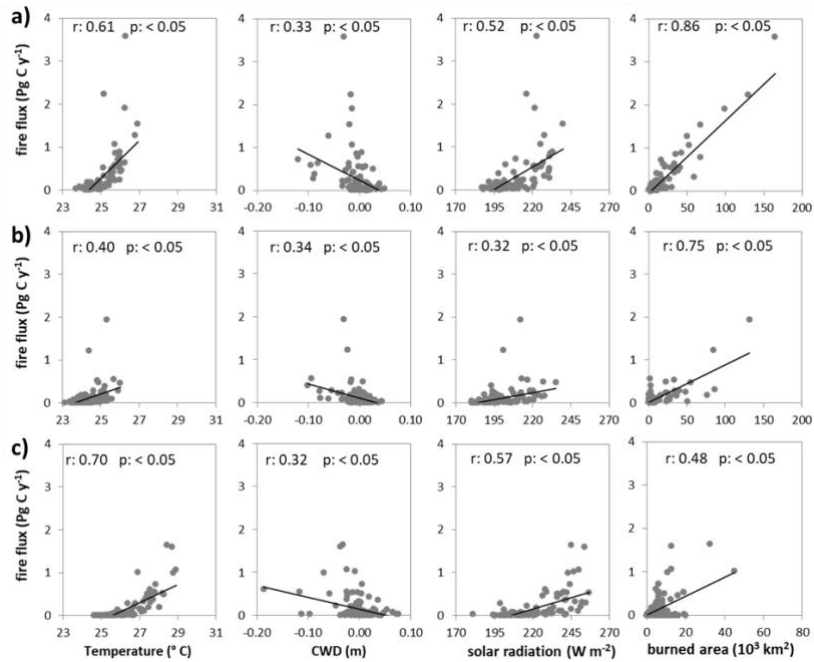 a)
r: 0.61 p: < 0.05
r: 0.33 p: < 0.05
r: 0.52 p: < 0.05
r: 0.86 p: < 0.05
fire flux (Pg C y⁻¹)
4
3
2
1
0
23 25 27 29 31
-0.20 -0.10 0.00 0.10
170 195 220 245 270
0 50 100 150 200
b)
r: 0.40 p: < 0.05
r: 0.34 p: < 0.05
r: 0.32 p: < 0.05
r: 0.75 p: < 0.05
fire flux (Pg C y⁻¹)
4
3
2
1
0
23 25 27 29 31
-0.20 -0.10 0.00 0.10
170 195 220 245 270
0 50 100 150 200
c)
r: 0.70 p: < 0.05
r: 0.32 p: < 0.05
r: 0.57 p: < 0.05
r: 0.48 p: < 0.05
fire flux (Pg C y⁻¹)
4
3
2
1
0
23 25 27 29 31
-0.20 -0.10 0.00 0.10
170 195 220 245 270
0 20 40 60 80
Temperature (° C)
CWD (m)
solar radiation (W m⁻²)
burned area (10³ km²)